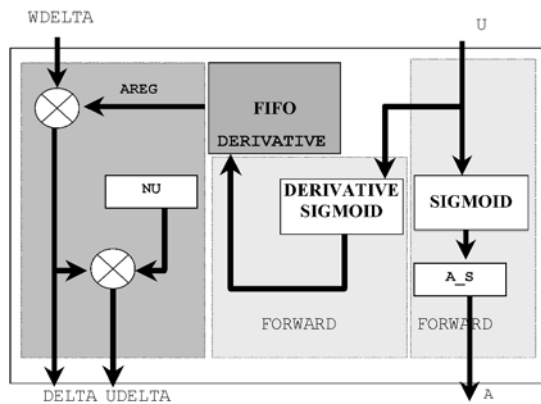 WDELTA
U
AREG
FIFO
DERIVATIVE
NU
DERIVATIVE
SIGMOID
SIGMOID
A_S
FORWARD
FORWARD
DELTA
UDELTA
A